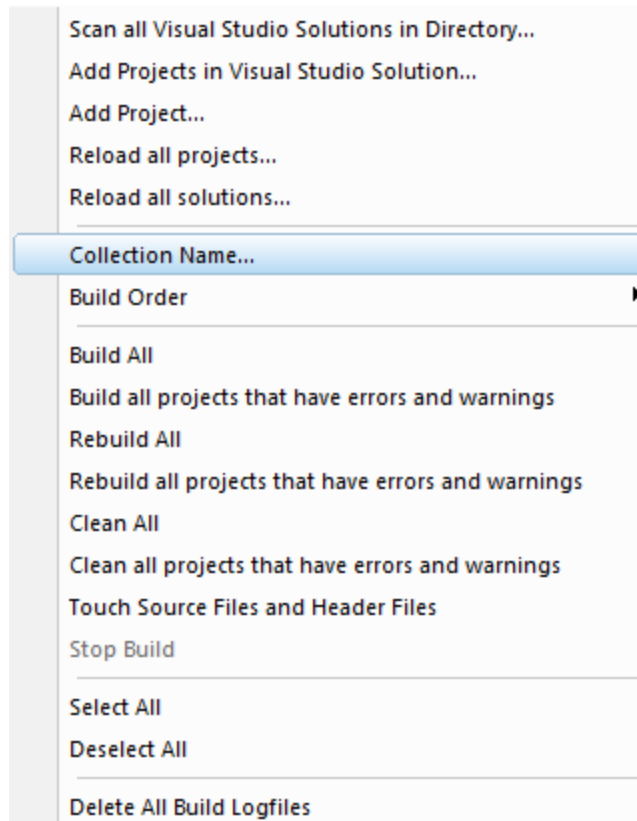 Scan all Visual Studio Solutions in Directory...
Add Projects in Visual Studio Solution...
Add Project...
Reload all projects...
Reload all solutions...
Collection Name...
Build Order
Build All
Build all projects that have errors and warnings
Rebuild All
Rebuild all projects that have errors and warnings
Clean All
Clean all projects that have errors and warnings
Touch Source Files and Header Files
Stop Build
Select All
Deselect All
Delete All Build Logfiles